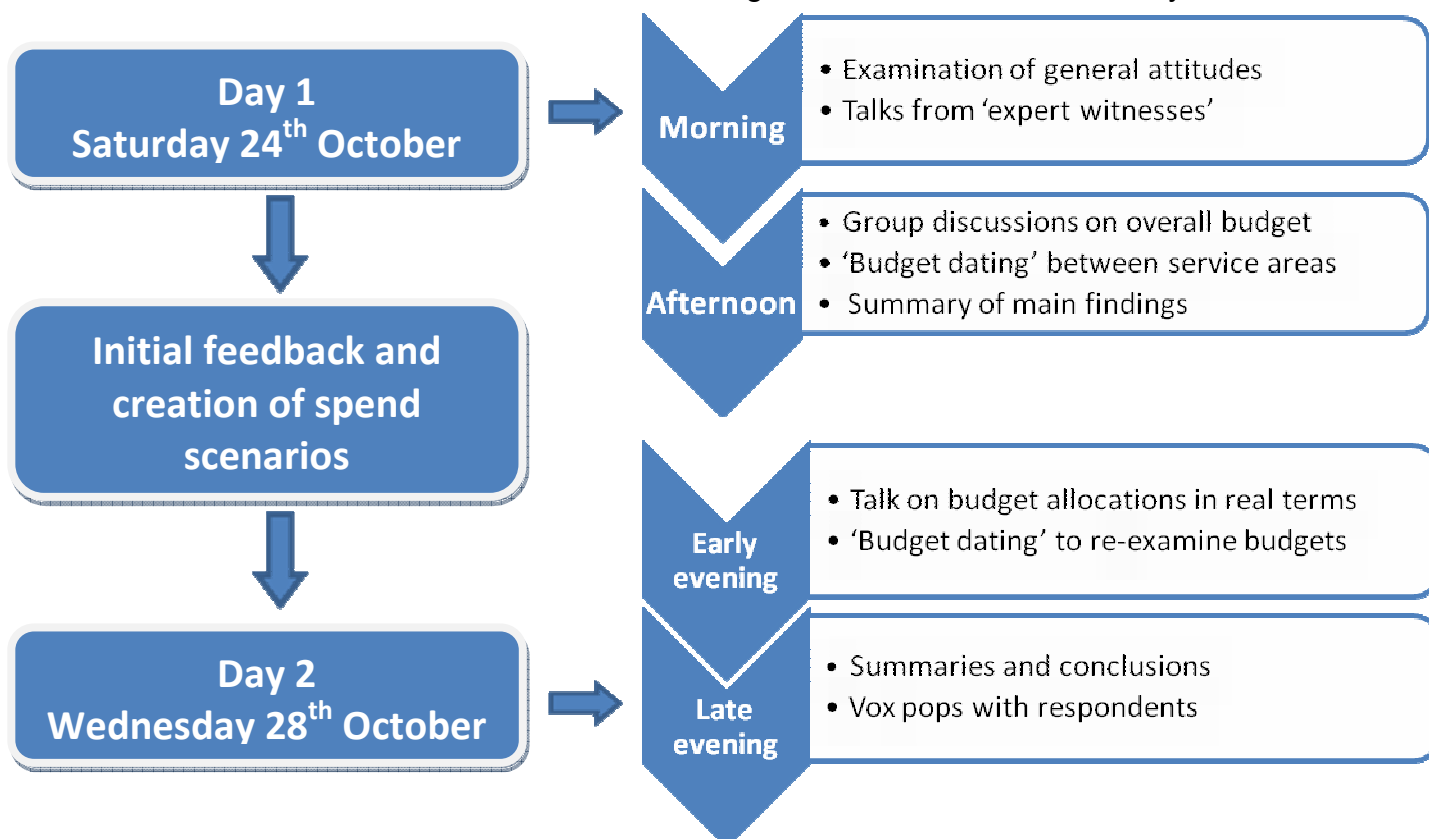 Day 1
Saturday 24th October
Morning
• Examination of general attitudes
• Talks from ‘expert witnesses’
Afternoon
• Group discussions on overall budget
• ‘Budget dating’ between service areas
• Summary of main findings
Initial feedback and
creation of spend
scenarios
Day 2
Wednesday 28th October
Early
evening
• Talk on budget allocations in real terms
• ‘Budget dating’ to re-examine budgets
Late
evening
• Summaries and conclusions
• Vox pops with respondents